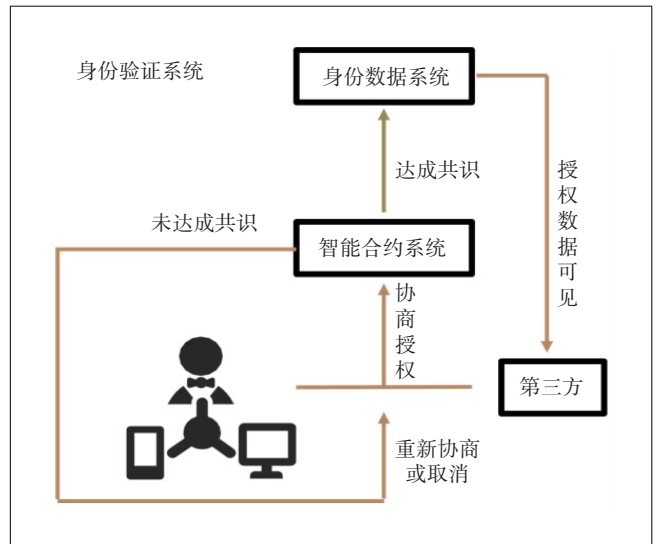 身份验证系统
身份数据系统
达成共识
授权数据可见
未达成共识
智能合约系统
协商授权
第三方
重新协商
或取消